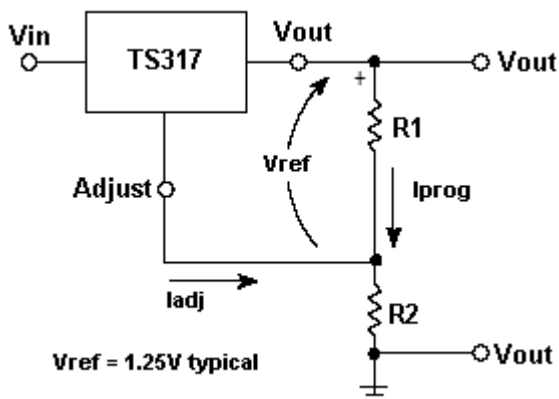 Vin
TS317
Vout
Vout
+
R1
Vref
Adjust
Iprog
Iadj
R2
Vref = 1.25V typical
Vout